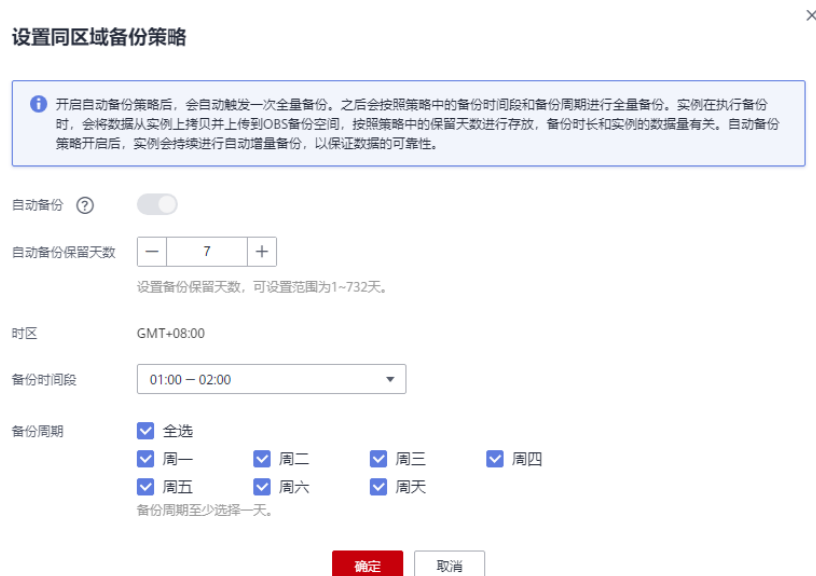 设置同区域备份策略
开启自动备份策略后，会自动触发一次全量备份。之后会按照策略中的备份时间段和备份周期进行全量备份。实例在执行备份
时，会将数据从实例上拷贝并上传到OBS备份空间，按照策略中的保留天数进行存放，备份时长和实例的数据量有关。自动备份
策略开启后，实例会持续进行自动增量备份，以保证数据的可靠性。
自动备份
自动备份保留天数 7
设置备份保留天数，可设置范围为1~732天。
时区 GMT+08:00
备份时间段 01:00 — 02:00
备份周期 全选
周一 周二 周三 周四
周五 周六 周天
备份周期至少选择一天。
确定 取消